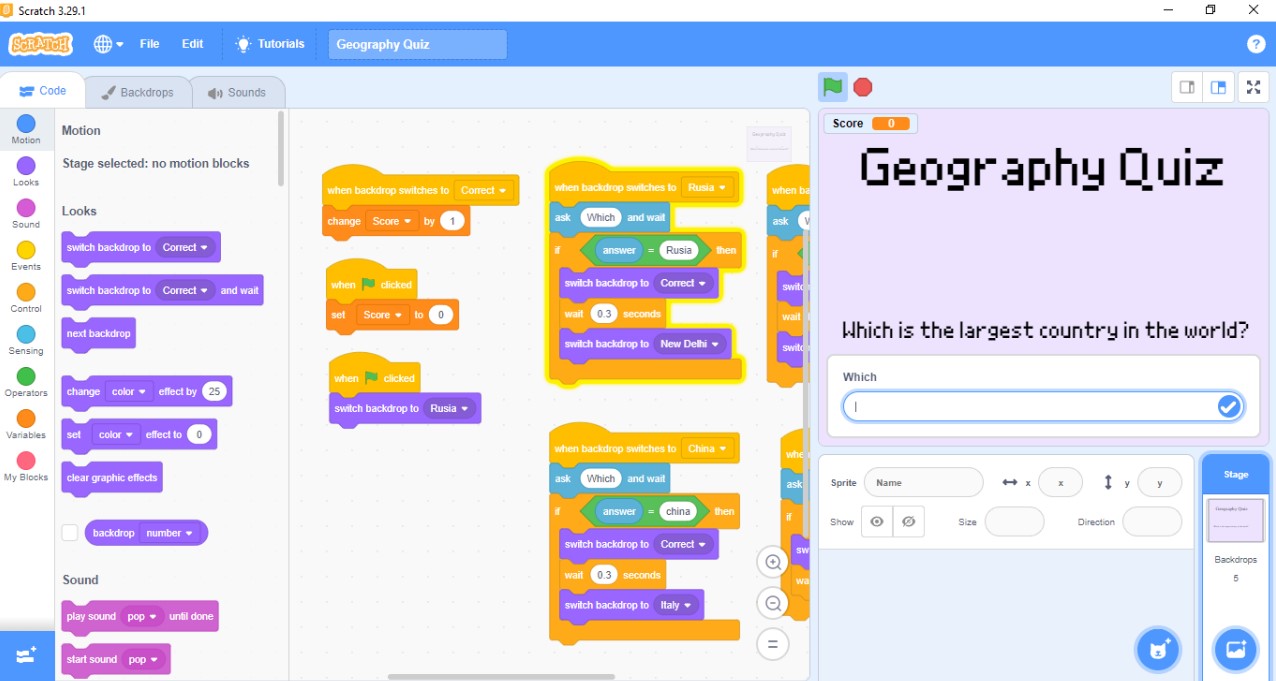 Scratch 3.29.1
SCRATCH File Edit Tutorials Geography Quiz
Code Backdrops Sounds
Motion
Looks
Sound
Events
Control
Sensing
Operators
Variables
My Blocks
Motion
Stage selected: no motion blocks
Looks
switch backdrop to Correct
switch backdrop to Correct and wait
next backdrop
change color effect by 25
set color effect to 0
clear graphic effects
backdrop number
Sound
play sound pop until done
start sound pop
when backdrop switches to Correct
change Score by 1
when clicked
set Score to 0
when clicked
switch backdrop to Rusia
when backdrop switches to Rusia
ask Which and wait
if answer = Rusia then
switch backdrop to Correct
wait 0.3 seconds
switch backdrop to New Delhi
when backdrop switches to China
ask Which and wait
if answer = china then
switch backdrop to Correct
wait 0.3 seconds
switch backdrop to Italy
when ba
ask
if
switc
wait
switc
whe
ask
if
sw
wa
Score 0
Geography Quiz
Which is the largest country in the world?
Which
Sprite Name x x y y
Show Size Direction
Stage
Geography Quiz
Backdrops
5